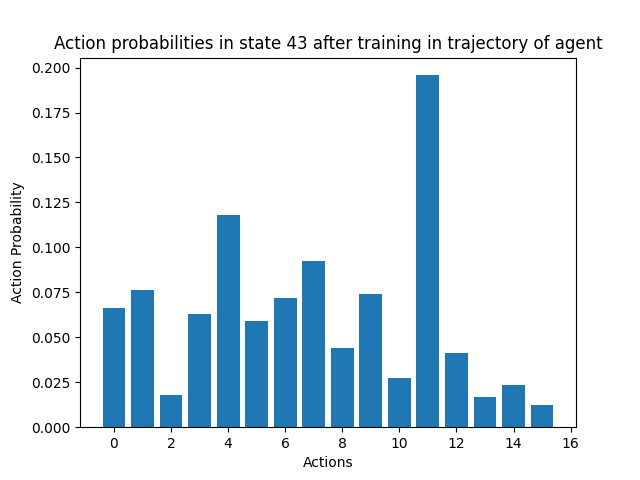 Action probabilities in state 43 after training in trajectory of agent
0.200
0.175
0.150
0.125
0.100
0.075
0.050
0.025
0.000
Action Probability
0 2 4 6 8 10 12 14 16
Actions